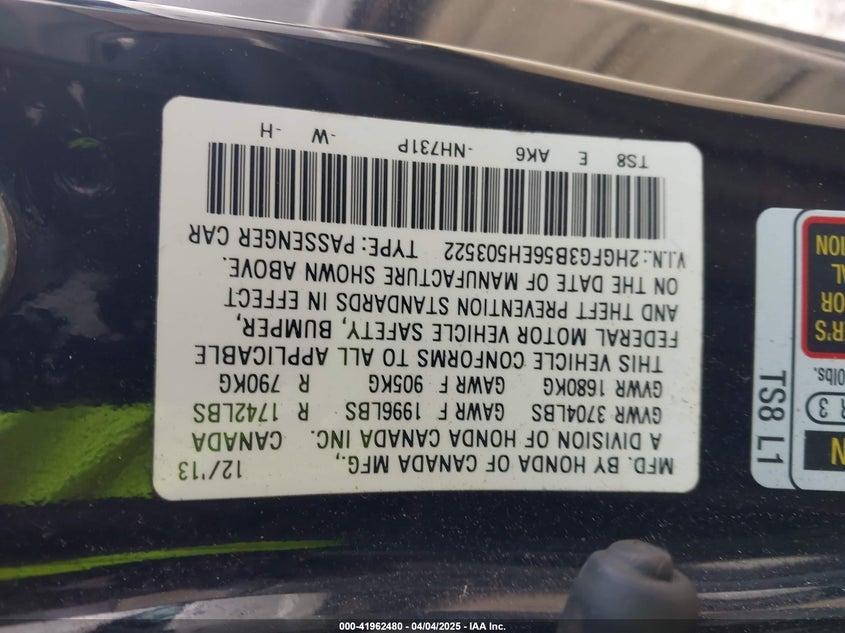 MFD. BY HONDA OF CANADA MFG., 12/'13
A DIVISION OF HONDA CANADA INC. CANADA
GVWR 3704LBS GAWR F 1996LBS R 1742LBS
GVWR 1680KG GAWR F 905KG R 790KG
THIS VEHICLE CONFORMS TO ALL APPLICABLE
FEDERAL MOTOR VEHICLE SAFETY, BUMPER,
AND THEFT PREVENTION STANDARDS IN EFFECT
ON THE DATE OF MANUFACTURE SHOWN ABOVE.
V.I.N.: 2HGFG3B56EH503522 TYPE: PASSENGER CAR
TS8 E AK6 -NH731P -W -H
TS8 L1
000-41962480 - 04/04/2025 - IAA Inc.